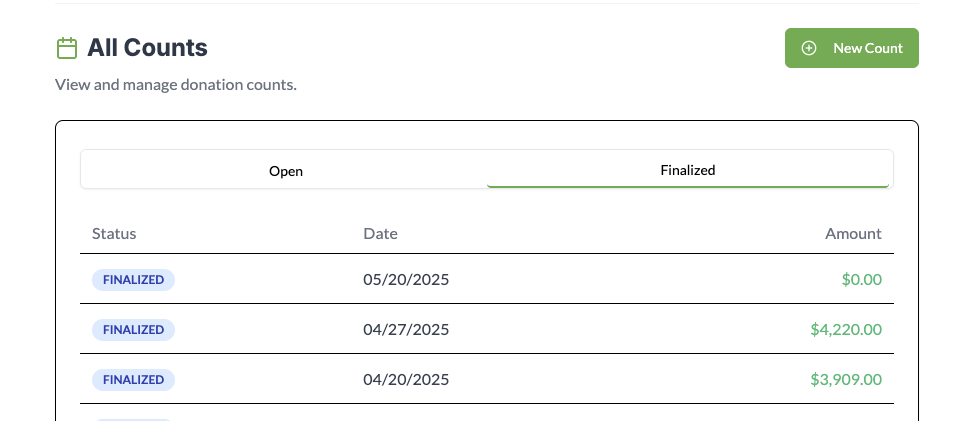 All Counts
New Count
View and manage donation counts.
Open Finalized
Status Date Amount
FINALIZED 05/20/2025 $0.00
FINALIZED 04/27/2025 $4,220.00
FINALIZED 04/20/2025 $3,909.00